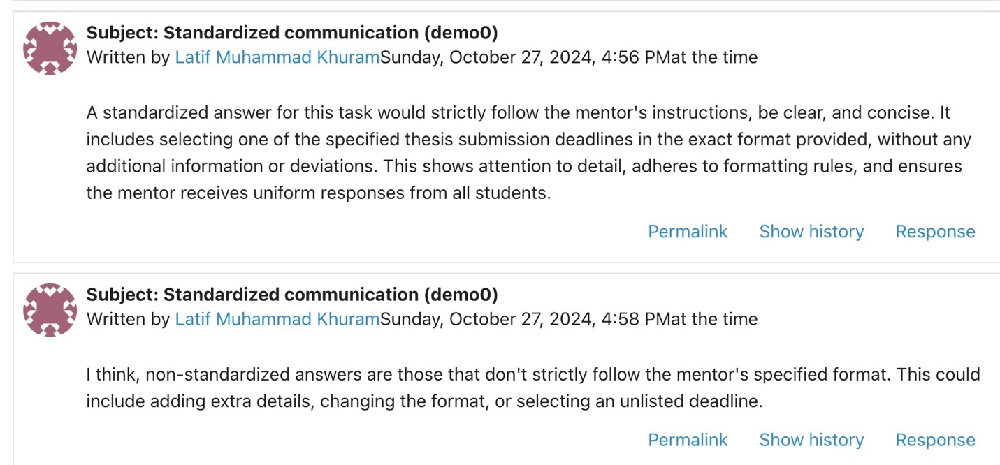 Subject: Standardized communication (demo0)
Written by Latif Muhammad KhuramSunday, October 27, 2024, 4:56 PMat the time
A standardized answer for this task would strictly follow the mentor's instructions, be clear, and concise. It
includes selecting one of the specified thesis submission deadlines in the exact format provided, without any
additional information or deviations. This shows attention to detail, adheres to formatting rules, and ensures
the mentor receives uniform responses from all students.
Permalink Show history Response
Subject: Standardized communication (demo0)
Written by Latif Muhammad KhuramSunday, October 27, 2024, 4:58 PMat the time
I think, non-standardized answers are those that don't strictly follow the mentor's specified format. This could
include adding extra details, changing the format, or selecting an unlisted deadline.
Permalink Show history Response